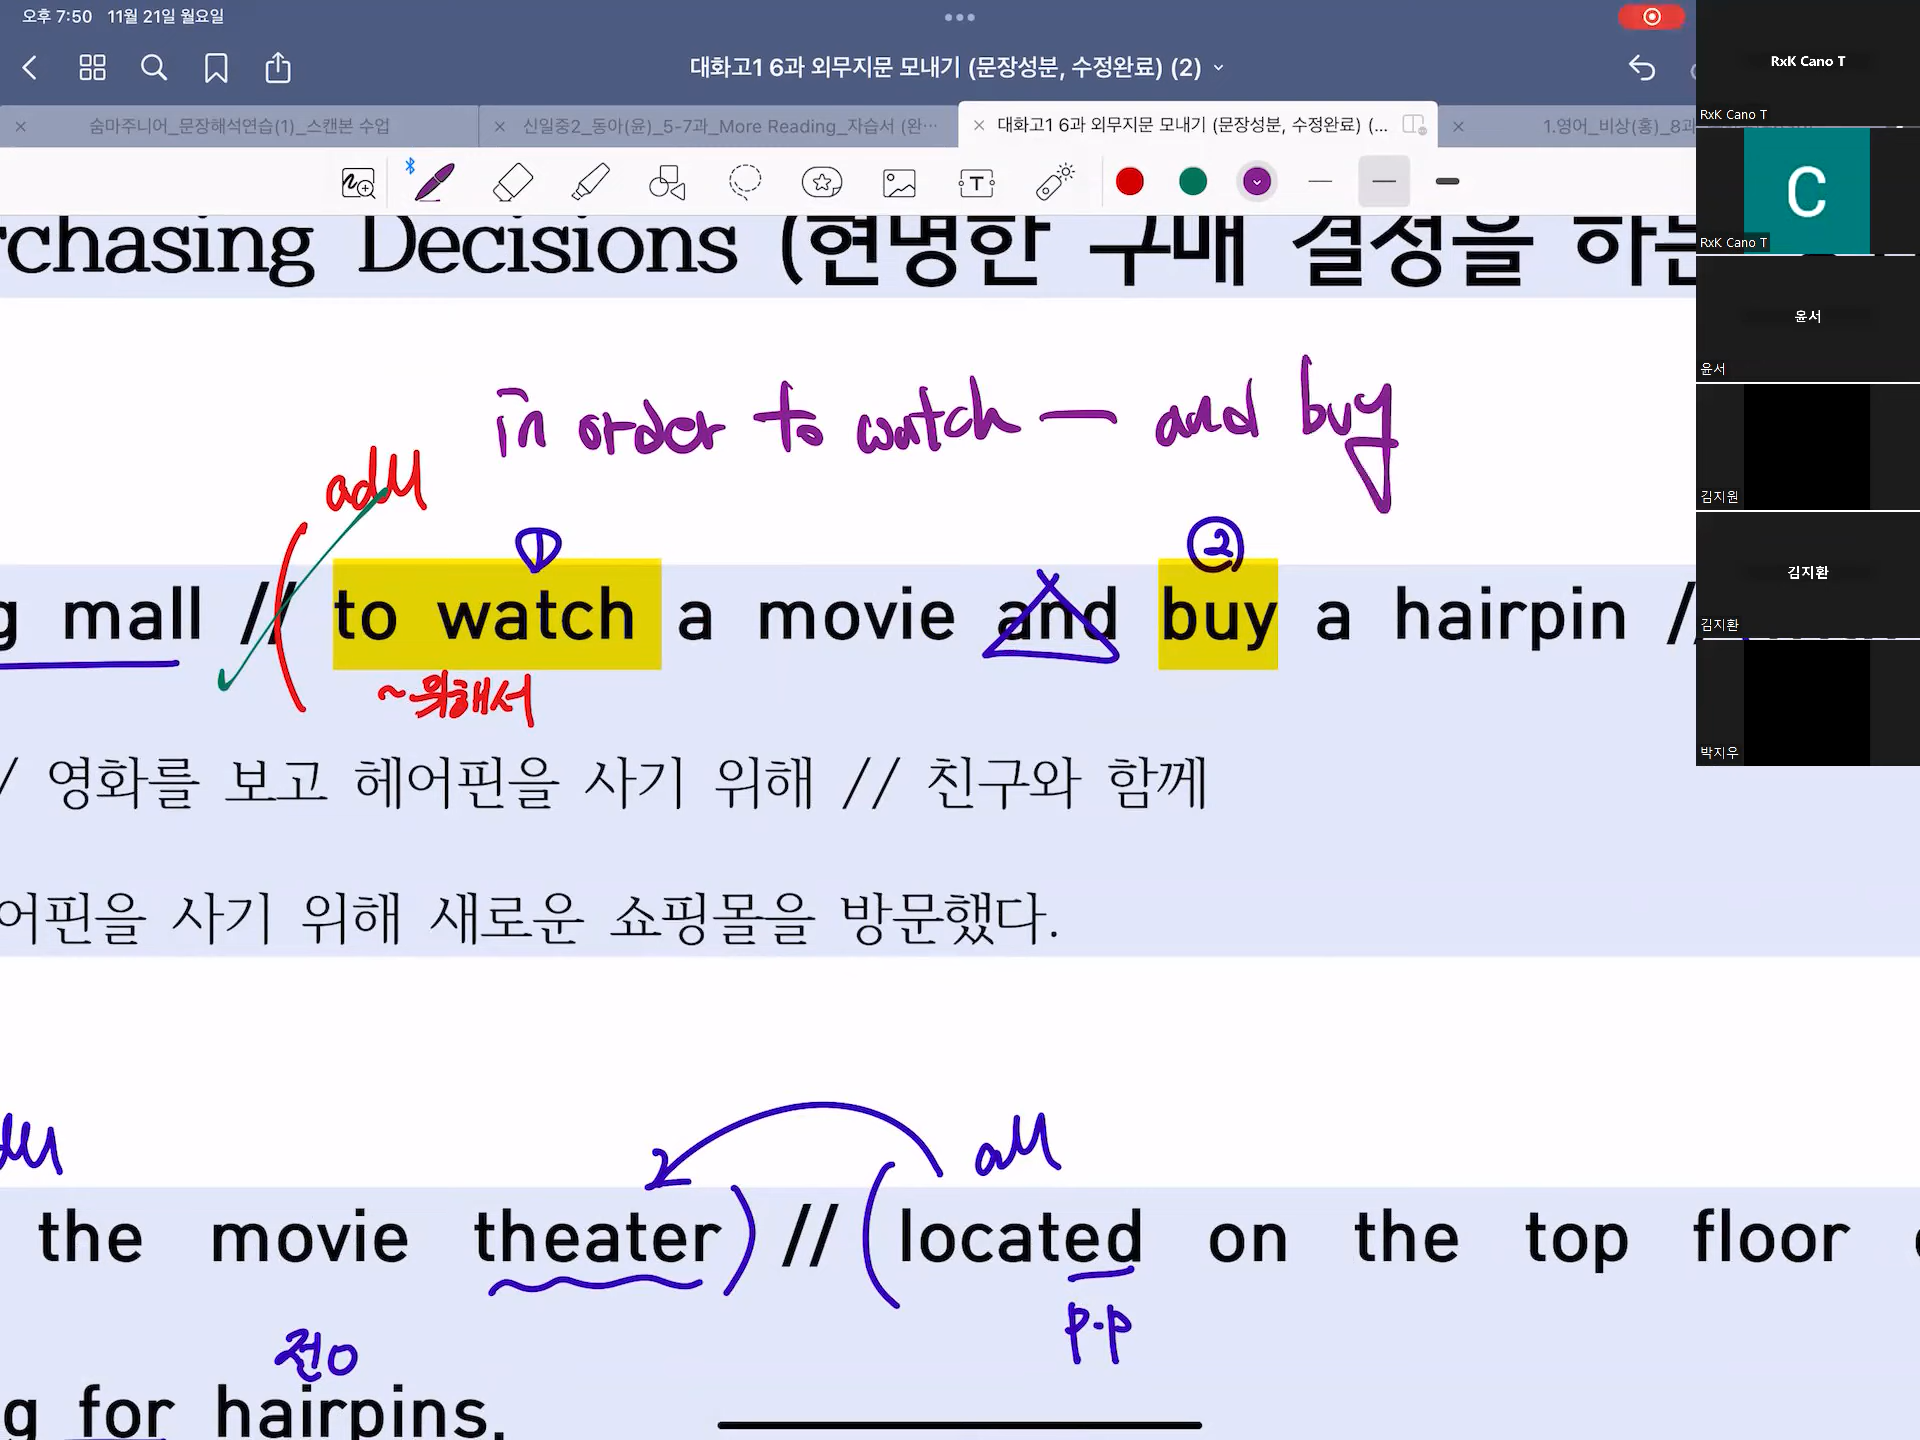 오후 7:50 11월 21일 월요일
대화고1 6과 외무지문 모내기 (문장성분, 수정완료) (2)
숨마주니어_문장해석연습(1)_스캔본 수업
신일중2_동아(윤)_5-7과_More Reading_자습서 (완…
대화고1 6과 외무지문 모내기 (문장성분, 수정완료) (...
1.영어_비상(홍)_8과
rchasing Decisions (현명한 구매 결정을 하는
in order to watch — and buy
adv
① ②
g mall // to watch a movie and buy a hairpin //
~위해서
/ 영화를 보고 헤어핀을 사기 위해 // 친구와 함께
어핀을 사기 위해 새로운 쇼핑몰을 방문했다.
the movie theater) // (located on the top floor
p.p
전O
g for hairpins.
RxK Cano T
RxK Cano T
C
RxK Cano T
윤서
윤서
김지원
김지환
김지환
박지우